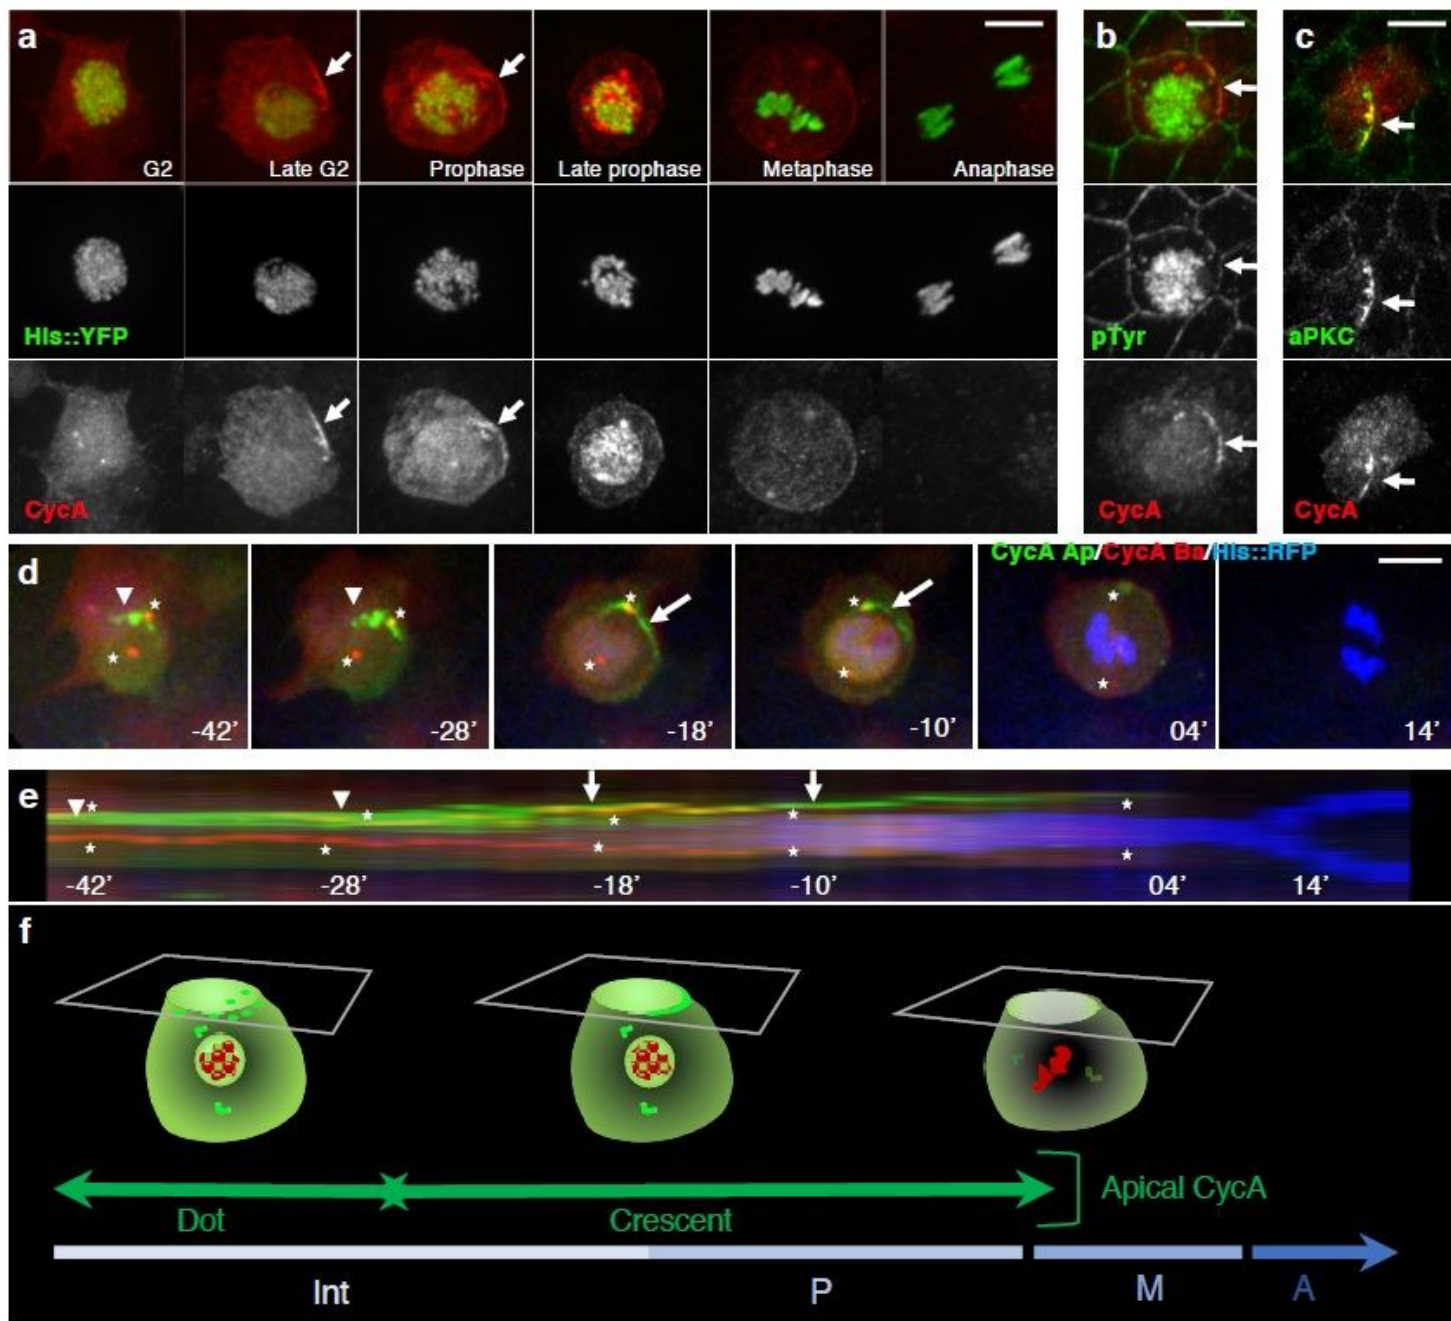 a
b
c
G2
Late G2
Prophase
Late prophase
Metaphase
Anaphase
His::YFP
pTyr
aPKC
CycA
CycA
CycA
d
CycA Ap/CycA Ba/His::RFP
-42’
-28’
-18’
-10’
04’
14’
e
-42’
-28’
-18’
-10’
04’
14’
f
Apical CycA
Dot
Crescent
Int
P
M
A